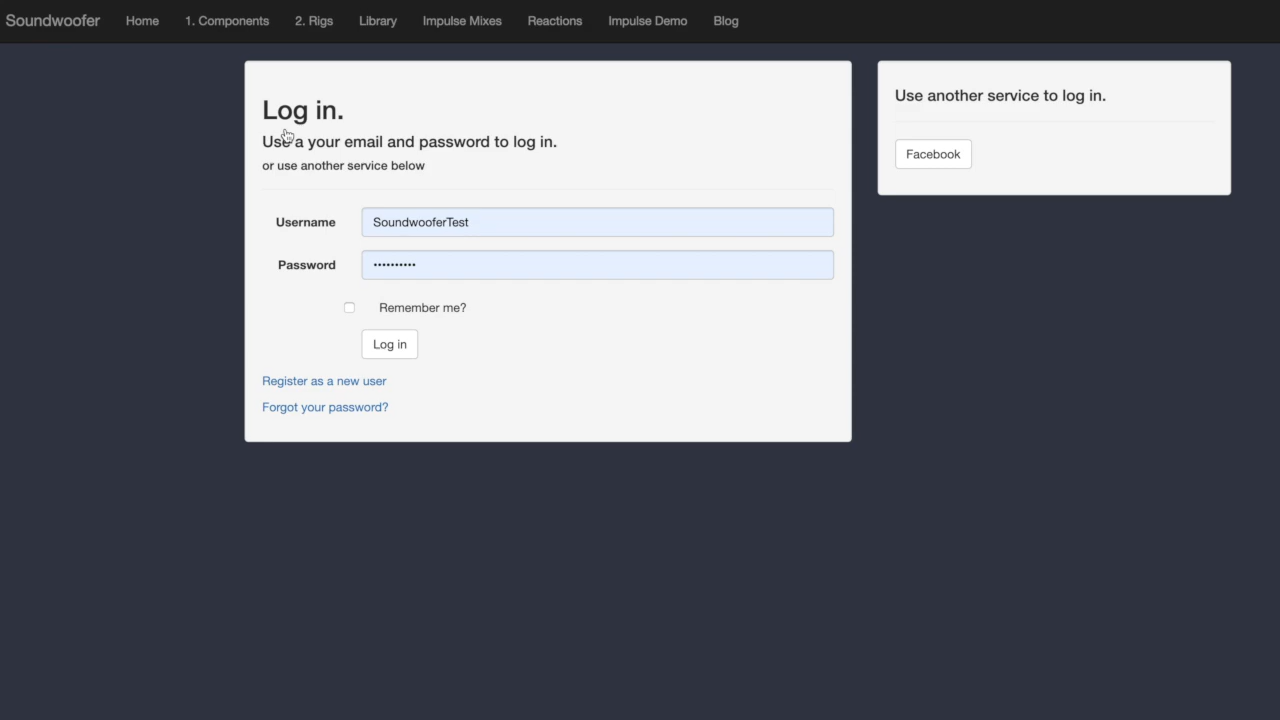 Soundwoofer Home 1. Components 2. Rigs Library Impulse Mixes Reactions Impulse Demo Blog
Log in.
Use a your email and password to log in.
or use another service below
Username SoundwooferTest
Password ••••••••••
Remember me?
Log in
Register as a new user
Forgot your password?
Use another service to log in.
Facebook